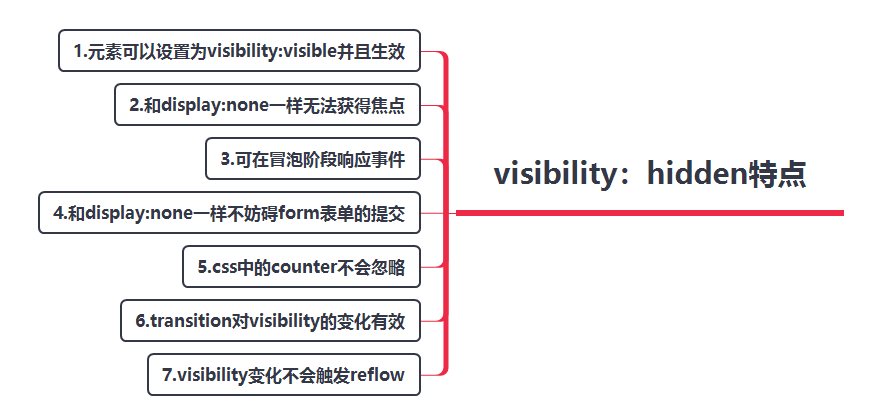 1.元素可以设置为visibility:visible并且生效
2.和display:none一样无法获得焦点
3.可在冒泡阶段响应事件
visibility：hidden特点
4.和display:none一样不妨碍form表单的提交
5.css中的counter不会忽略
6.transition对visibility的变化有效
7.visibility变化不会触发reflow